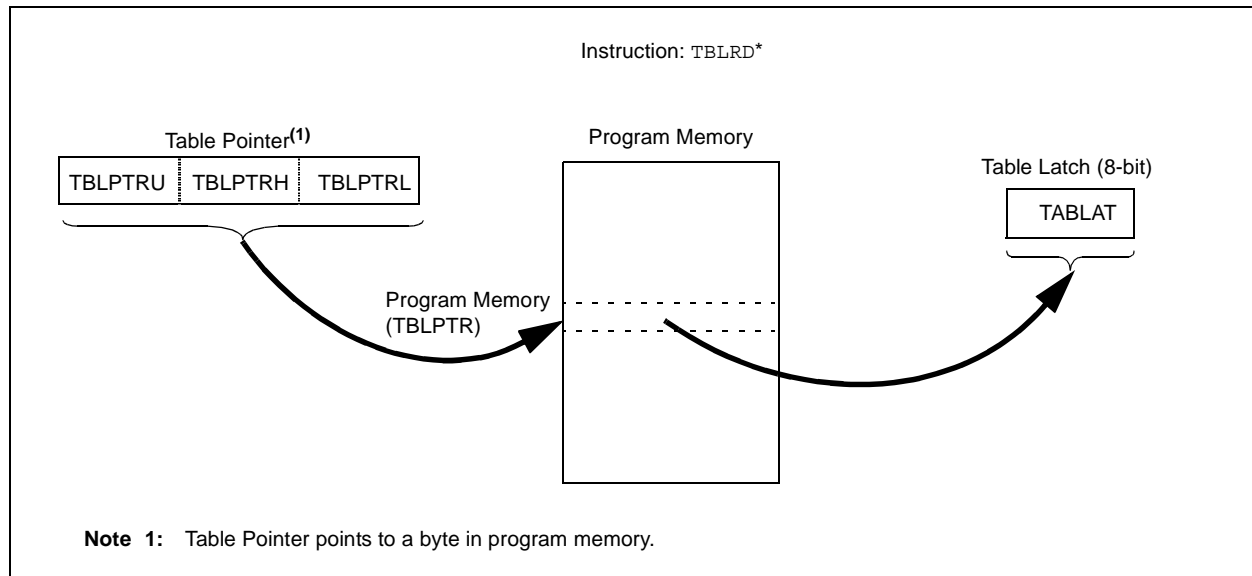 Instruction: TBLRD*
Table Pointer(1)
TBLPTRU TBLPTRH TBLPTRL
Program Memory
Table Latch (8-bit)
TABLAT
Program Memory
(TBLPTR)
Note 1: Table Pointer points to a byte in program memory.